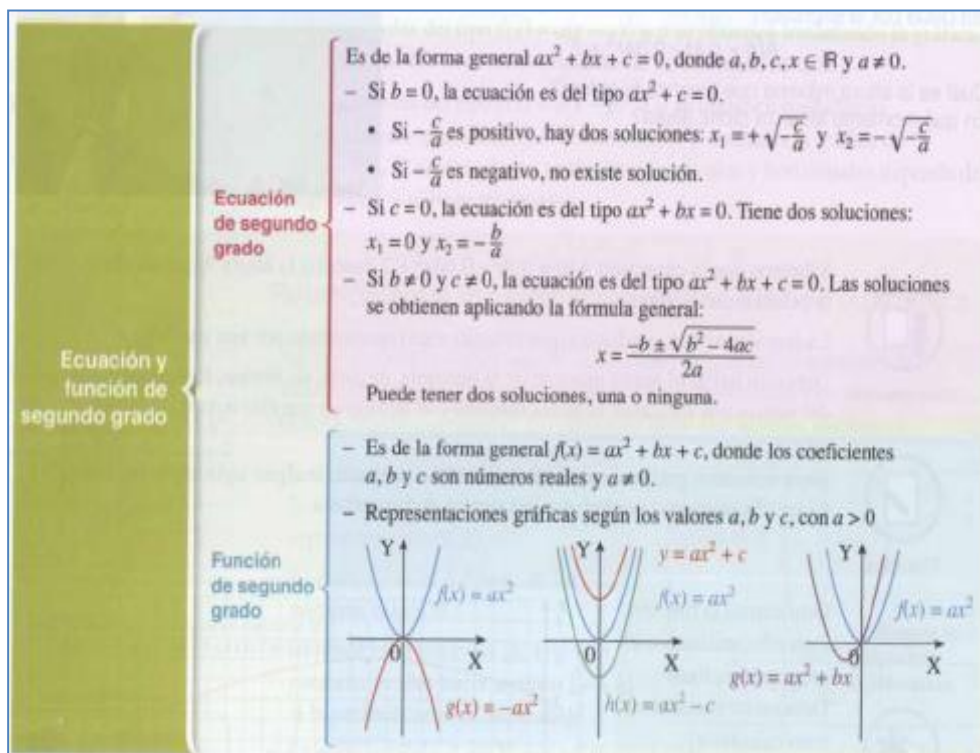 Ecuación y
función de
segundo grado
Ecuación
de segundo
grado
Es de la forma general ax² + bx + c = 0, donde a, b, c, x ∈ ℝ y a ≠ 0.
– Si b = 0, la ecuación es del tipo ax² + c = 0.
• Si – c/a es positivo, hay dos soluciones: x₁ = +√(–c/a) y x₂ = –√(–c/a)
• Si – c/a es negativo, no existe solución.
– Si c = 0, la ecuación es del tipo ax² + bx = 0. Tiene dos soluciones:
x₁ = 0 y x₂ = – b/a
– Si b ≠ 0 y c ≠ 0, la ecuación es del tipo ax² + bx + c = 0. Las soluciones
se obtienen aplicando la fórmula general:
x = (–b ± √(b² – 4ac))/2a
Puede tener dos soluciones, una o ninguna.
Función
de segundo
grado
– Es de la forma general f(x) = ax² + bx + c, donde los coeficientes
a, b y c son números reales y a ≠ 0.
– Representaciones gráficas según los valores a, b y c, con a > 0
Y
f(x) = ax²
0
X
g(x) = –ax²
Y
y = ax² + c
f(x) = ax²
0
X
h(x) = ax² – c
Y
f(x) = ax²
0
X
g(x) = ax² + bx